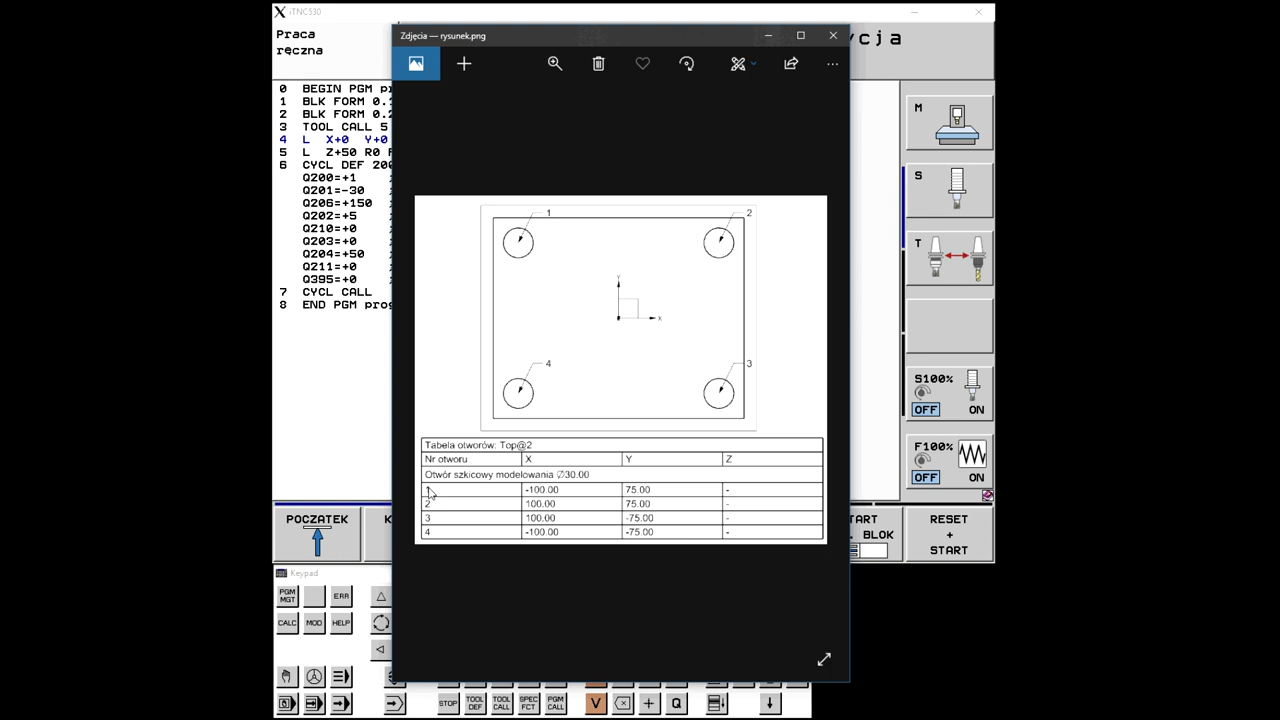 iTNC530
Praca
ręczna
ycja
Zdjęcia — rysunek.png
0 BEGIN PGM
1 BLK FORM 0.
2 BLK FORM 0.
3 TOOL CALL 5
4 L X+0 Y+0
5 L Z+50 R0
6 CYCL DEF 200
Q200=+1
Q201=-30
Q206=+150
Q202=+5
Q210=+0
Q203=+0
Q204=+50
Q211=+0
Q395=+0
7 CYCL CALL
8 END PGM
1
2
Y
X
4
3
Tabela otworów: Top@2
Nr otworu X Y Z
Otwór szkicowy modelowania ∅30.00
1 -100.00 75.00 -
2 100.00 75.00 -
3 100.00 -75.00 -
4 -100.00 -75.00 -
M
S
T
S100%
OFF ON
F100%
OFF ON
POCZATEK
K
TART
. BLOK
RESET
+
START
Keypad
PGM MGT
ERR
CALC
MOD
HELP
STOP
TOOL DEF
TOOL CALL
SPEC FCT
PGM CALL
V
+
Q